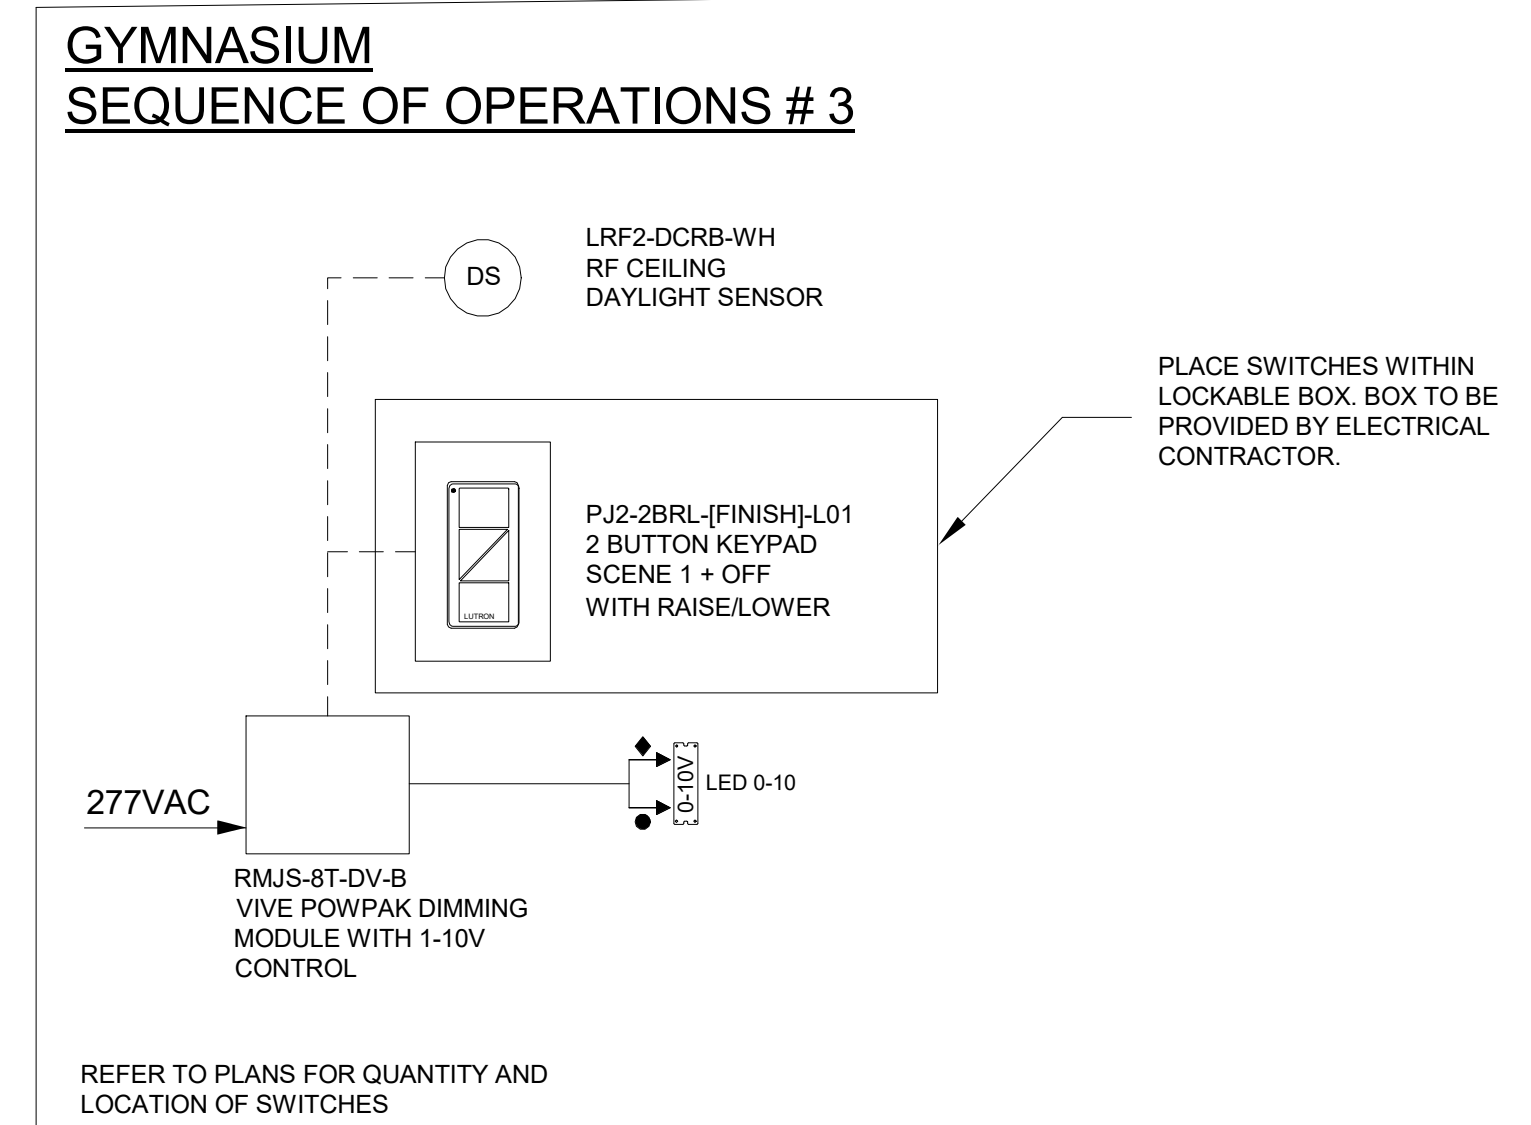 GYMNASIUM
SEQUENCE OF OPERATIONS # 3
DS
LRF2-DCRB-WH
RF CEILING
DAYLIGHT SENSOR
PLACE SWITCHES WITHIN
LOCKABLE BOX. BOX TO BE
PROVIDED BY ELECTRICAL
CONTRACTOR.
LUTRON
PJ2-2BRL-[FINISH]-L01
2 BUTTON KEYPAD
SCENE 1 + OFF
WITH RAISE/LOWER
277VAC
0-10V
LED 0-10
RMJS-8T-DV-B
VIVE POWPAK DIMMING
MODULE WITH 1-10V
CONTROL
REFER TO PLANS FOR QUANTITY AND
LOCATION OF SWITCHES